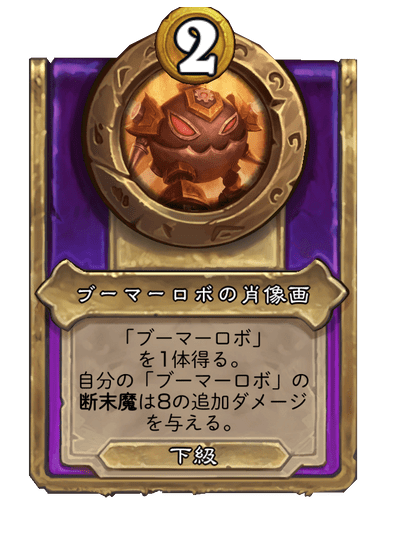 2
ブーマーロボの肖像画
「ブーマーロボ」
を1体得る。
自分の「ブーマーロボ」の
断末魔は8の追加ダメージ
を与える。
下級